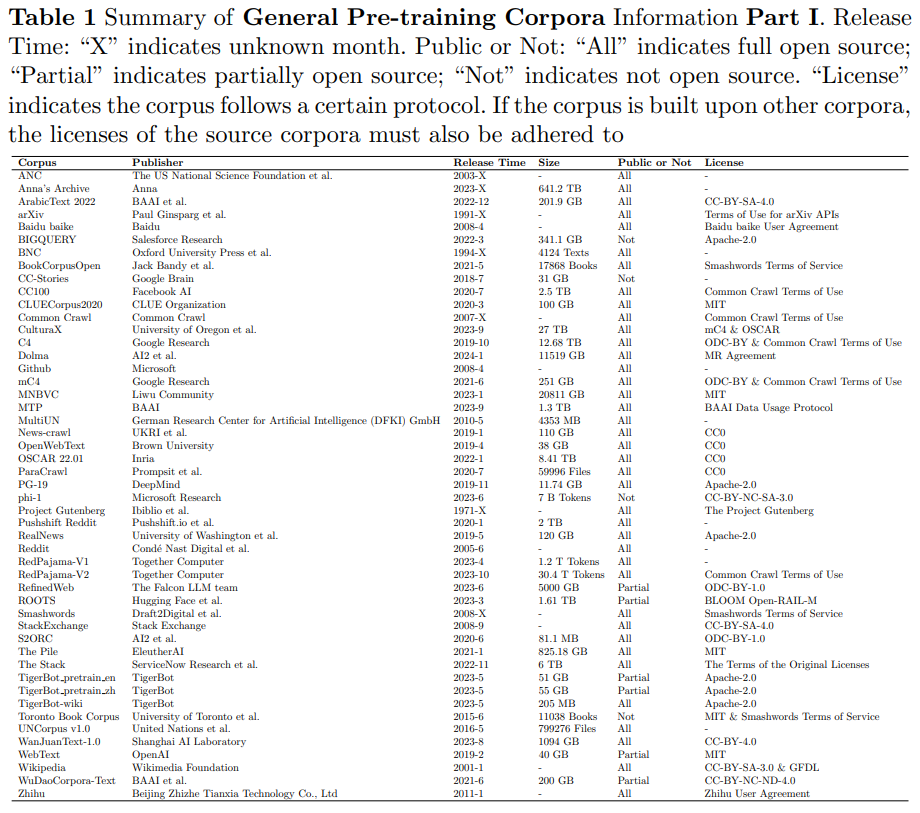 Table 1 Summary of General Pre-training Corpora Information Part I. Release
Time: “X” indicates unknown month. Public or Not: “All” indicates full open source;
“Partial” indicates partially open source; “Not” indicates not open source. “License”
indicates the corpus follows a certain protocol. If the corpus is built upon other corpora,
the licenses of the source corpora must also be adhered to
Corpus Publisher Release Time Size Public or Not License
ANC The US National Science Foundation et al. 2003-X - All -
Anna’s Archive Anna 2023-X 641.2 TB All -
ArabicText 2022 BAAI et al. 2022-12 201.9 GB All CC-BY-SA-4.0
arXiv Paul Ginsparg et al. 1991-X - All Terms of Use for arXiv APIs
Baidu baike Baidu 2008-4 - All Baidu baike User Agreement
BIGQUERY Salesforce Research 2022-3 341.1 GB Not Apache-2.0
BNC Oxford University Press et al. 1994-X 4124 Texts All -
BookCorpusOpen Jack Bandy et al. 2021-5 17868 Books All Smashwords Terms of Service
CC-Stories Google Brain 2018-7 31 GB Not -
CC100 Facebook AI 2020-7 2.5 TB All Common Crawl Terms of Use
CLUECorpus2020 CLUE Organization 2020-3 100 GB All MIT
Common Crawl Common Crawl 2007-X - All Common Crawl Terms of Use
CulturaX University of Oregon et al. 2023-9 27 TB All mC4 & OSCAR
C4 Google Research 2019-10 12.68 TB All ODC-BY & Common Crawl Terms of Use
Dolma AI2 et al. 2024-1 11519 GB All MR Agreement
Github Microsoft 2008-4 - All -
mC4 Google Research 2021-6 251 GB All ODC-BY & Common Crawl Terms of Use
MNBVC Liwu Community 2023-1 20811 GB All MIT
MTP BAAI 2023-9 1.3 TB All BAAI Data Usage Protocol
MultiUN German Research Center for Artificial Intelligence (DFKI) GmbH 2010-5 4353 MB All -
News-crawl UKRI et al. 2019-1 110 GB All CC0
OpenWebText Brown University 2019-4 38 GB All CC0
OSCAR 22.01 Inria 2022-1 8.41 TB All CC0
ParaCrawl Prompsit et al. 2020-7 59996 Files All CC0
PG-19 DeepMind 2019-11 11.74 GB All Apache-2.0
phi-1 Microsoft Research 2023-6 7 B Tokens Not CC-BY-NC-SA-3.0
Project Gutenberg Ibiblio et al. 1971-X - All The Project Gutenberg
Pushshift Reddit Pushshift.io et al. 2020-1 2 TB All -
RealNews University of Washington et al. 2019-5 120 GB All Apache-2.0
Reddit Condé Nast Digital et al. 2005-6 - All -
RedPajama-V1 Together Computer 2023-4 1.2 T Tokens All -
RedPajama-V2 Together Computer 2023-10 30.4 T Tokens All Common Crawl Terms of Use
RefinedWeb The Falcon LLM team 2023-6 5000 GB Partial ODC-BY-1.0
ROOTS Hugging Face et al. 2023-3 1.61 TB Partial BLOOM Open-RAIL-M
Smashwords Draft2Digital et al. 2008-X - All Smashwords Terms of Service
StackExchange Stack Exchange 2008-9 - All CC-BY-SA-4.0
S2ORC AI2 et al. 2020-6 81.1 MB All ODC-BY-1.0
The Pile EleutherAI 2021-1 825.18 GB All MIT
The Stack ServiceNow Research et al. 2022-11 6 TB All The Terms of the Original Licenses
TigerBot_pretrain_en TigerBot 2023-5 51 GB Partial Apache-2.0
TigerBot_pretrain_zh TigerBot 2023-5 55 GB Partial Apache-2.0
TigerBot-wiki TigerBot 2023-5 205 MB All Apache-2.0
Toronto Book Corpus University of Toronto et al. 2015-6 11038 Books Not MIT & Smashwords Terms of Service
UNCorpus v1.0 United Nations et al. 2016-5 799276 Files All -
WanJuanText-1.0 Shanghai AI Laboratory 2023-8 1094 GB All CC-BY-4.0
WebText OpenAI 2019-2 40 GB Partial MIT
Wikipedia Wikimedia Foundation 2001-1 - All CC-BY-SA-3.0 & GFDL
WuDaoCorpora-Text BAAI et al. 2021-6 200 GB Partial CC-BY-NC-ND-4.0
Zhihu Beijing Zhizhe Tianxia Technology Co., Ltd 2011-1 - All Zhihu User Agreement